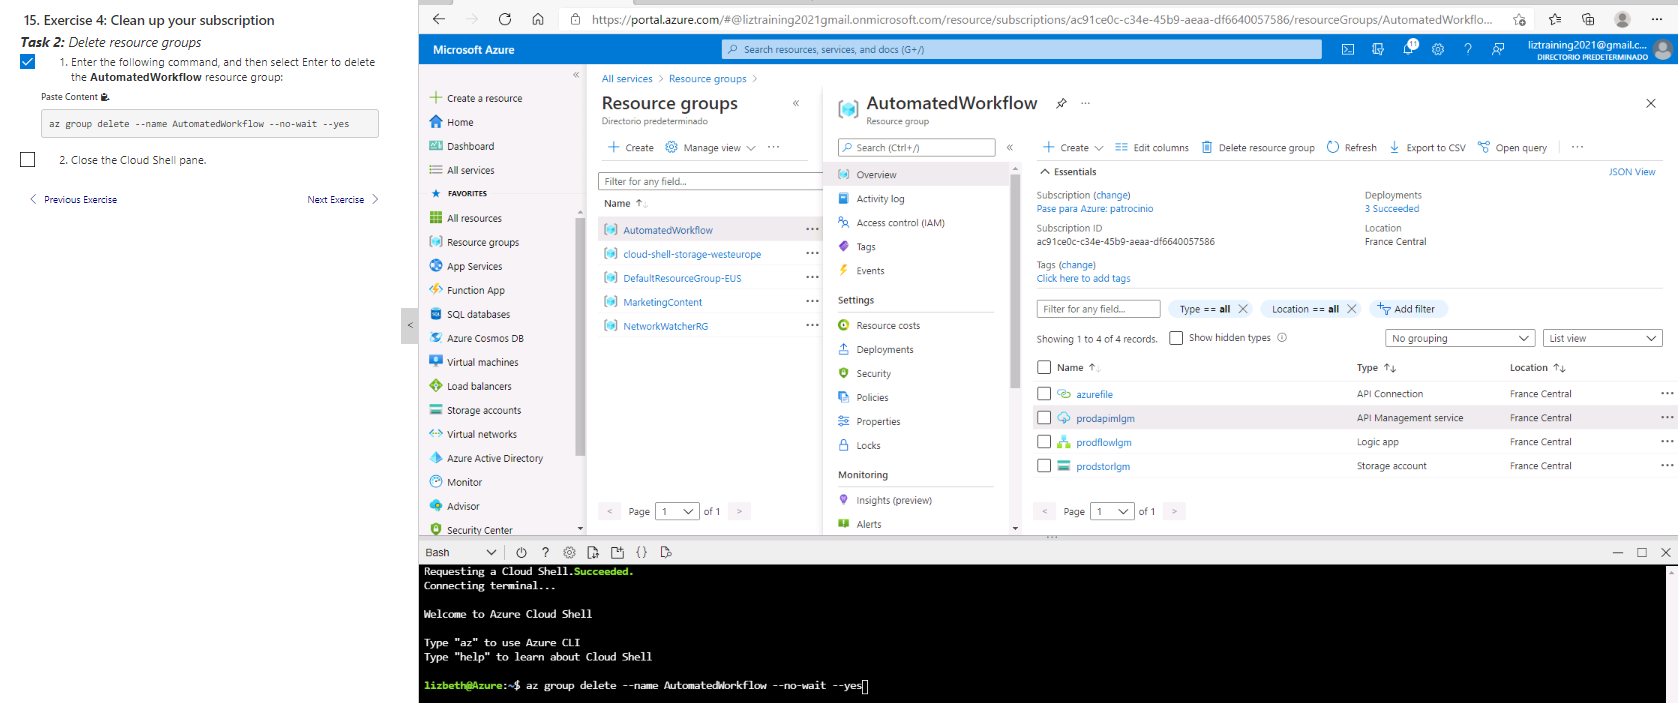 15. Exercise 4: Clean up your subscription
Task 2: Delete resource groups
1. Enter the following command, and then select Enter to delete
the AutomatedWorkflow resource group:
Paste Content
az group delete --name AutomatedWorkflow --no-wait --yes
2. Close the Cloud Shell pane.
Previous Exercise
Next Exercise
https://portal.azure.com/#@liztraining2021gmail.onmicrosoft.com/resource/subscriptions/ac91ce0c-c34e-45b9-aeaa-df6640057586/resourceGroups/AutomatedWorkflo...
Microsoft Azure
Search resources, services, and docs (G+/)
11
liztraining2021@gmail.c...
DIRECTORIO PREDETERMINADO
Create a resource
Home
Dashboard
All services
FAVORITES
All resources
Resource groups
App Services
Function App
SQL databases
Azure Cosmos DB
Virtual machines
Load balancers
Storage accounts
Virtual networks
Azure Active Directory
Monitor
Advisor
Security Center
All services > Resource groups >
Resource groups
Directorio predeterminado
Create Manage view ...
Filter for any field...
Name
AutomatedWorkflow
cloud-shell-storage-westeurope
DefaultResourceGroup-EUS
MarketingContent
NetworkWatcherRG
< Page 1 of 1 >
AutomatedWorkflow ...
Resource group
Search (Ctrl+/)
Overview
Activity log
Access control (IAM)
Tags
Events
Settings
Resource costs
Deployments
Security
Policies
Properties
Locks
Monitoring
Insights (preview)
Alerts
Create Edit columns Delete resource group Refresh Export to CSV Open query ...
Essentials
JSON View
Subscription (change)
Pase para Azure: patrocinio
Subscription ID
ac91ce0c-c34e-45b9-aeaa-df6640057586
Tags (change)
Click here to add tags
Deployments
3 Succeeded
Location
France Central
Filter for any field... Type == all Location == all Add filter
Showing 1 to 4 of 4 records. Show hidden types No grouping List view
Name Type Location
azurefile API Connection France Central
prodapimlgm API Management service France Central
prodflowlgm Logic app France Central
prodstorlgm Storage account France Central
< Page 1 of 1 >
Bash
Requesting a Cloud Shell.Succeeded.
Connecting terminal...
Welcome to Azure Cloud Shell
Type "az" to use Azure CLI
Type "help" to learn about Cloud Shell
lizbeth@Azure:~$ az group delete --name AutomatedWorkflow --no-wait --yes